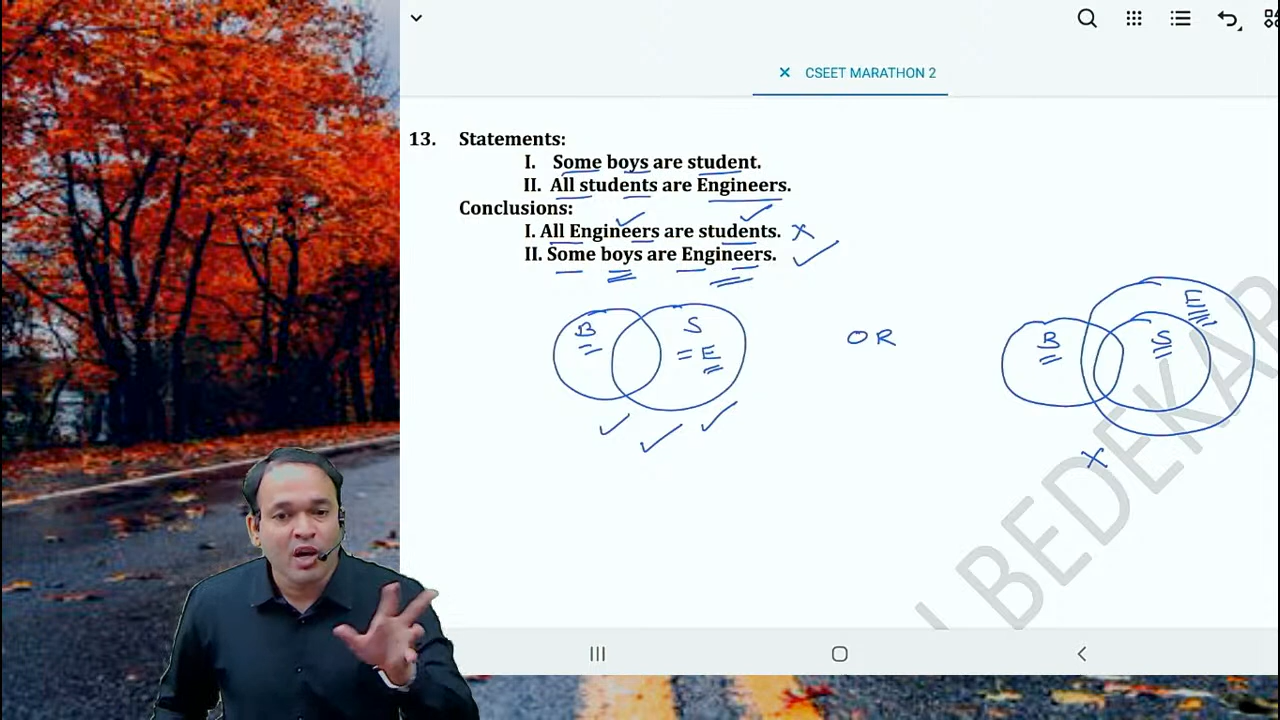 CSEET MARATHON 2
13. Statements:
I. Some boys are student.
II. All students are Engineers.
Conclusions:
I. All Engineers are students.
II. Some boys are Engineers.
B S E
OR
B S E
BEDEKAR